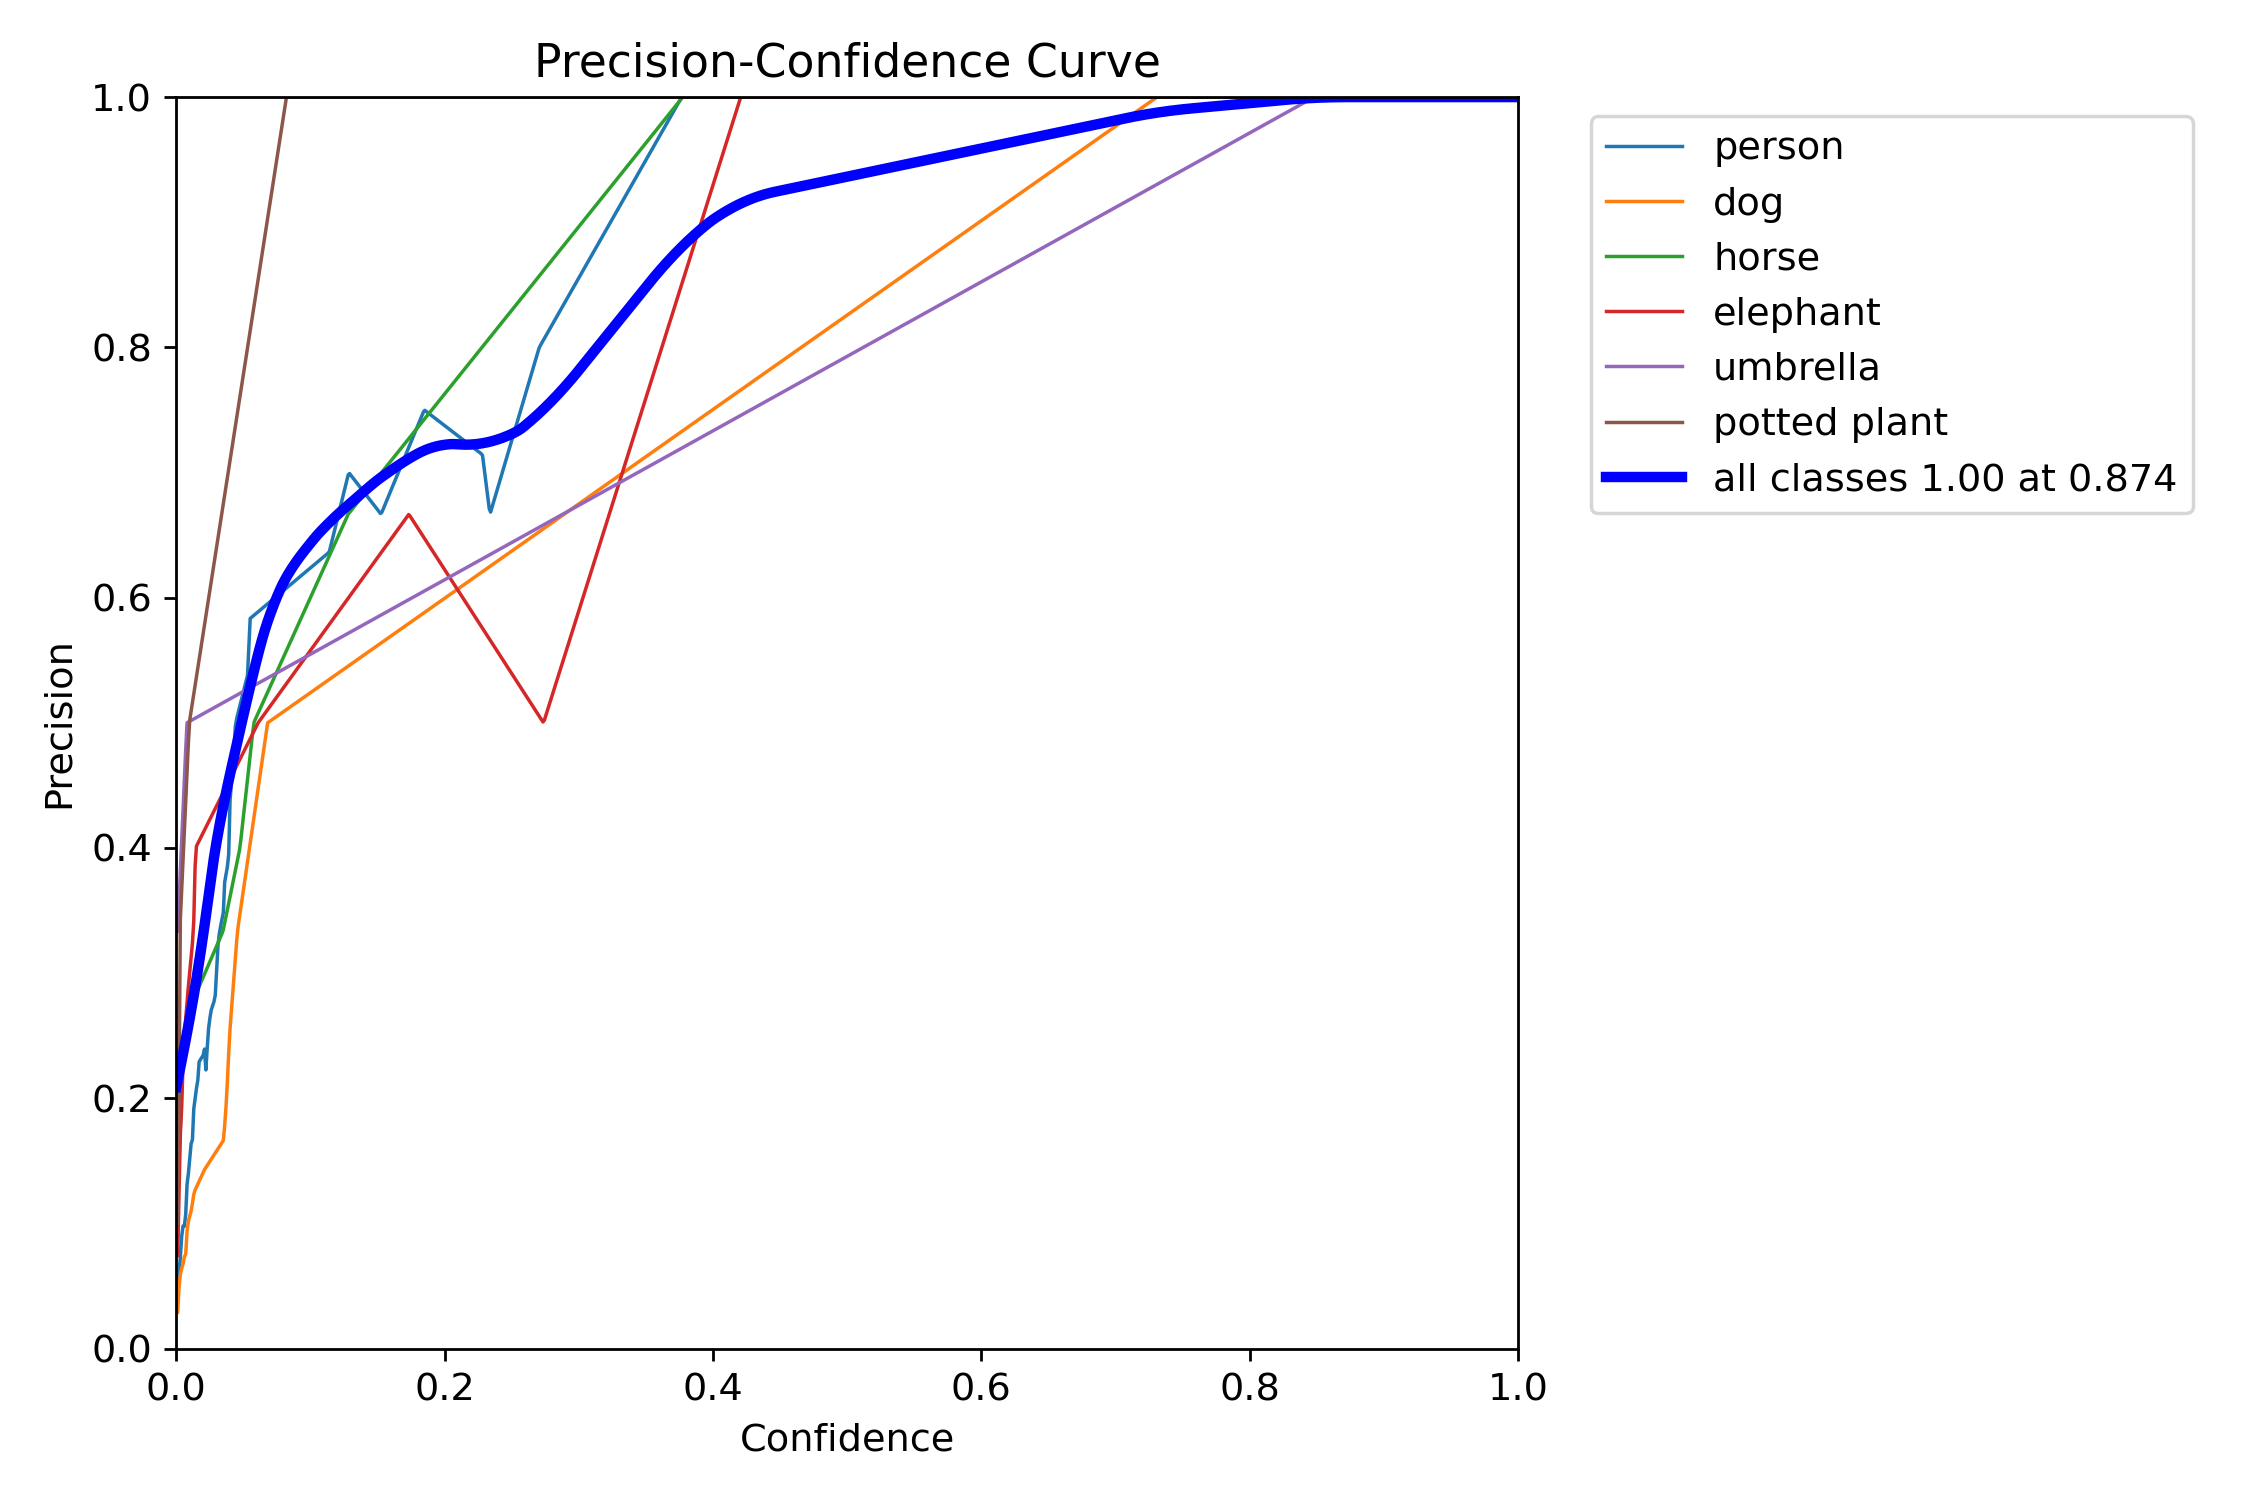 Precision-Confidence Curve
1.0
0.8
0.6
0.4
0.2
0.0
Precision
0.0 0.2 0.4 0.6 0.8 1.0
Confidence
person
dog
horse
elephant
umbrella
potted plant
all classes 1.00 at 0.874